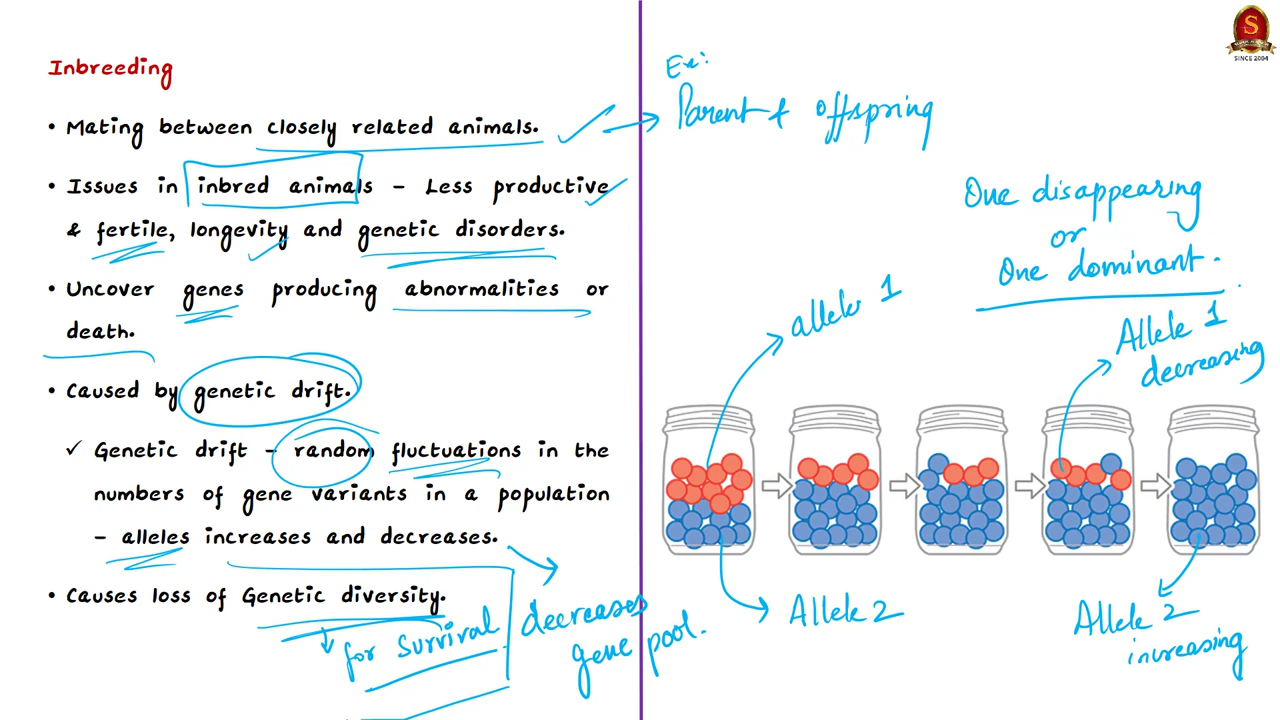 Inbreeding
• Mating between closely related animals.
• Issues in inbred animals – Less productive
& fertile, longevity and genetic disorders.
• Uncover genes producing abnormalities or
death.
• Caused by genetic drift.
✓ Genetic drift – random fluctuations in the
numbers of gene variants in a population
– alleles increases and decreases.
• Causes loss of Genetic diversity.
for survival
decreases
gene pool.
Ex:
Parent & offspring
One disappearing
or
One dominant.
allele 1
Allele 1
decreasing
Allele 2
Allele 2
increasing
S
SINCE 2004